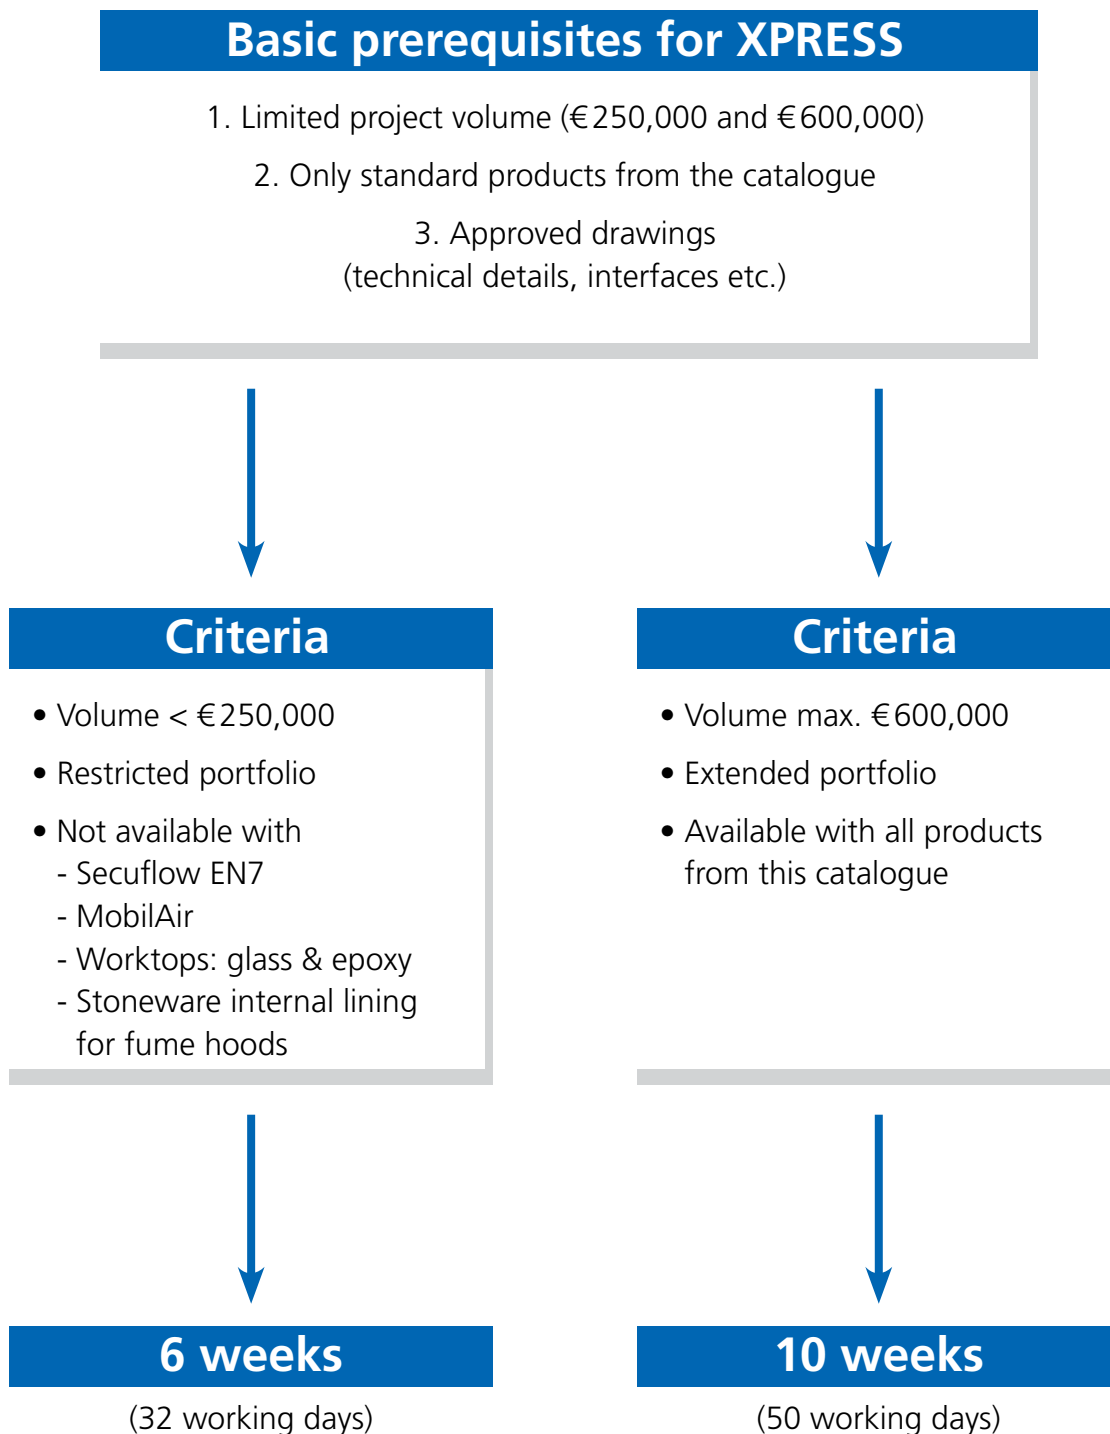 Basic prerequisites for XPRESS
1. Limited project volume (€250,000 and €600,000)
2. Only standard products from the catalogue
3. Approved drawings
(technical details, interfaces etc.)
Criteria
• Volume < €250,000
• Restricted portfolio
• Not available with
- Secuflow EN7
- MobilAir
- Worktops: glass & epoxy
- Stoneware internal lining
for fume hoods
6 weeks
(32 working days)
Criteria
• Volume max. €600,000
• Extended portfolio
• Available with all products
from this catalogue
10 weeks
(50 working days)